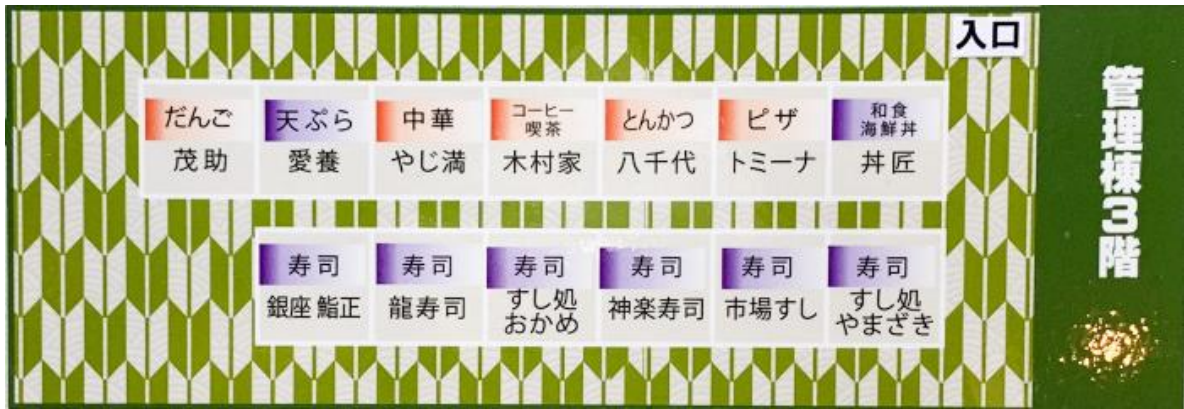 入口
管理棟3階
だんご
茂助
天ぷら
愛養
中華
やじ満
コーヒー
喫茶
木村家
とんかつ
八千代
ピザ
トミーナ
和食
海鮮丼
丼匠
寿司
銀座 鮨正
寿司
龍寿司
寿司
すし処
おかめ
寿司
神楽寿司
寿司
市場すし
寿司
すし処
やまざき